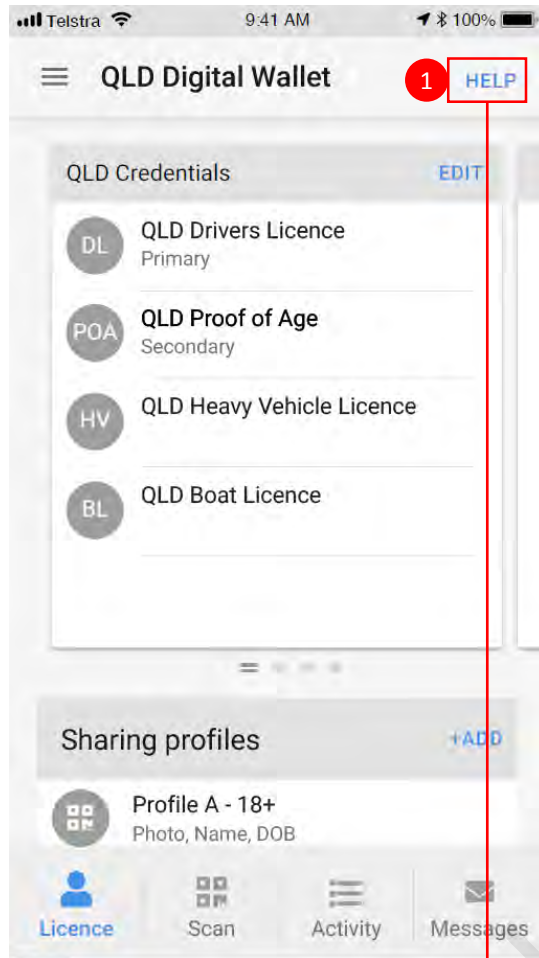 Telstra 9:41 AM 100%
QLD Digital Wallet 1 HELP
QLD Credentials EDIT
DL QLD Drivers Licence
Primary
POA QLD Proof of Age
Secondary
HV QLD Heavy Vehicle Licence
BL QLD Boat Licence
Sharing profiles +ADD
Profile A - 18+
Photo, Name, DOB
Licence Scan Activity Messages